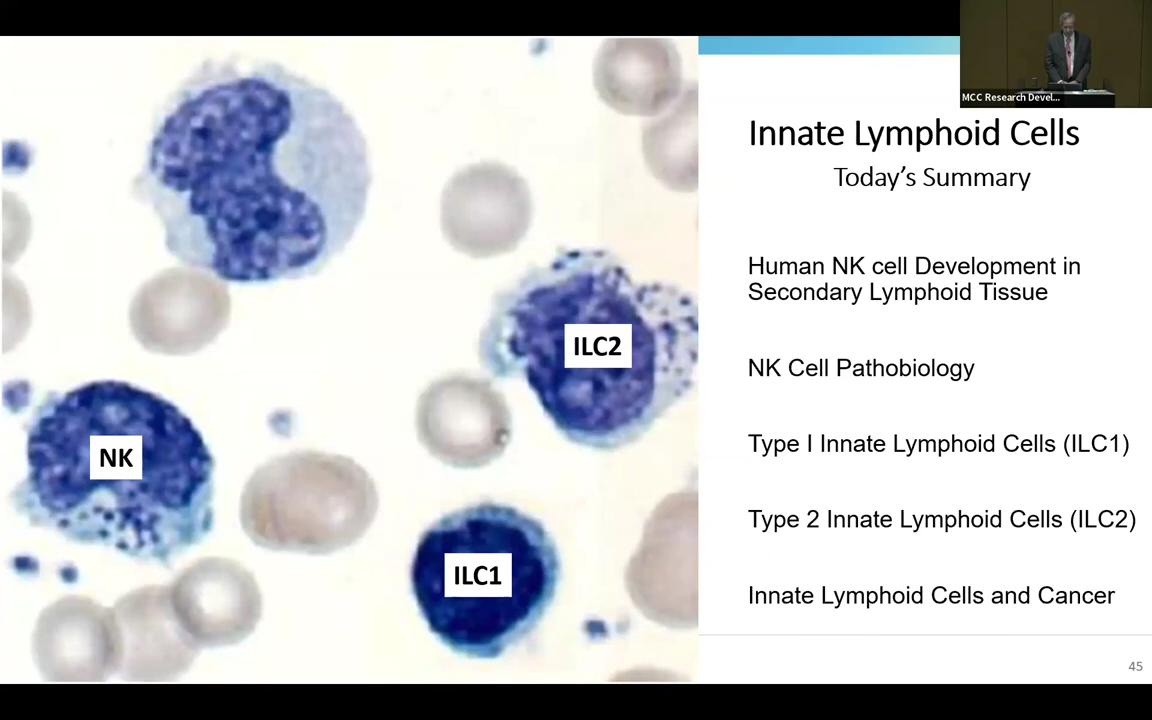 MCC Research Devel...
Innate Lymphoid Cells
Today's Summary
Human NK cell Development in
Secondary Lymphoid Tissue
ILC2
NK Cell Pathobiology
NK
Type I Innate Lymphoid Cells (ILC1)
Type 2 Innate Lymphoid Cells (ILC2)
ILC1
Innate Lymphoid Cells and Cancer
45